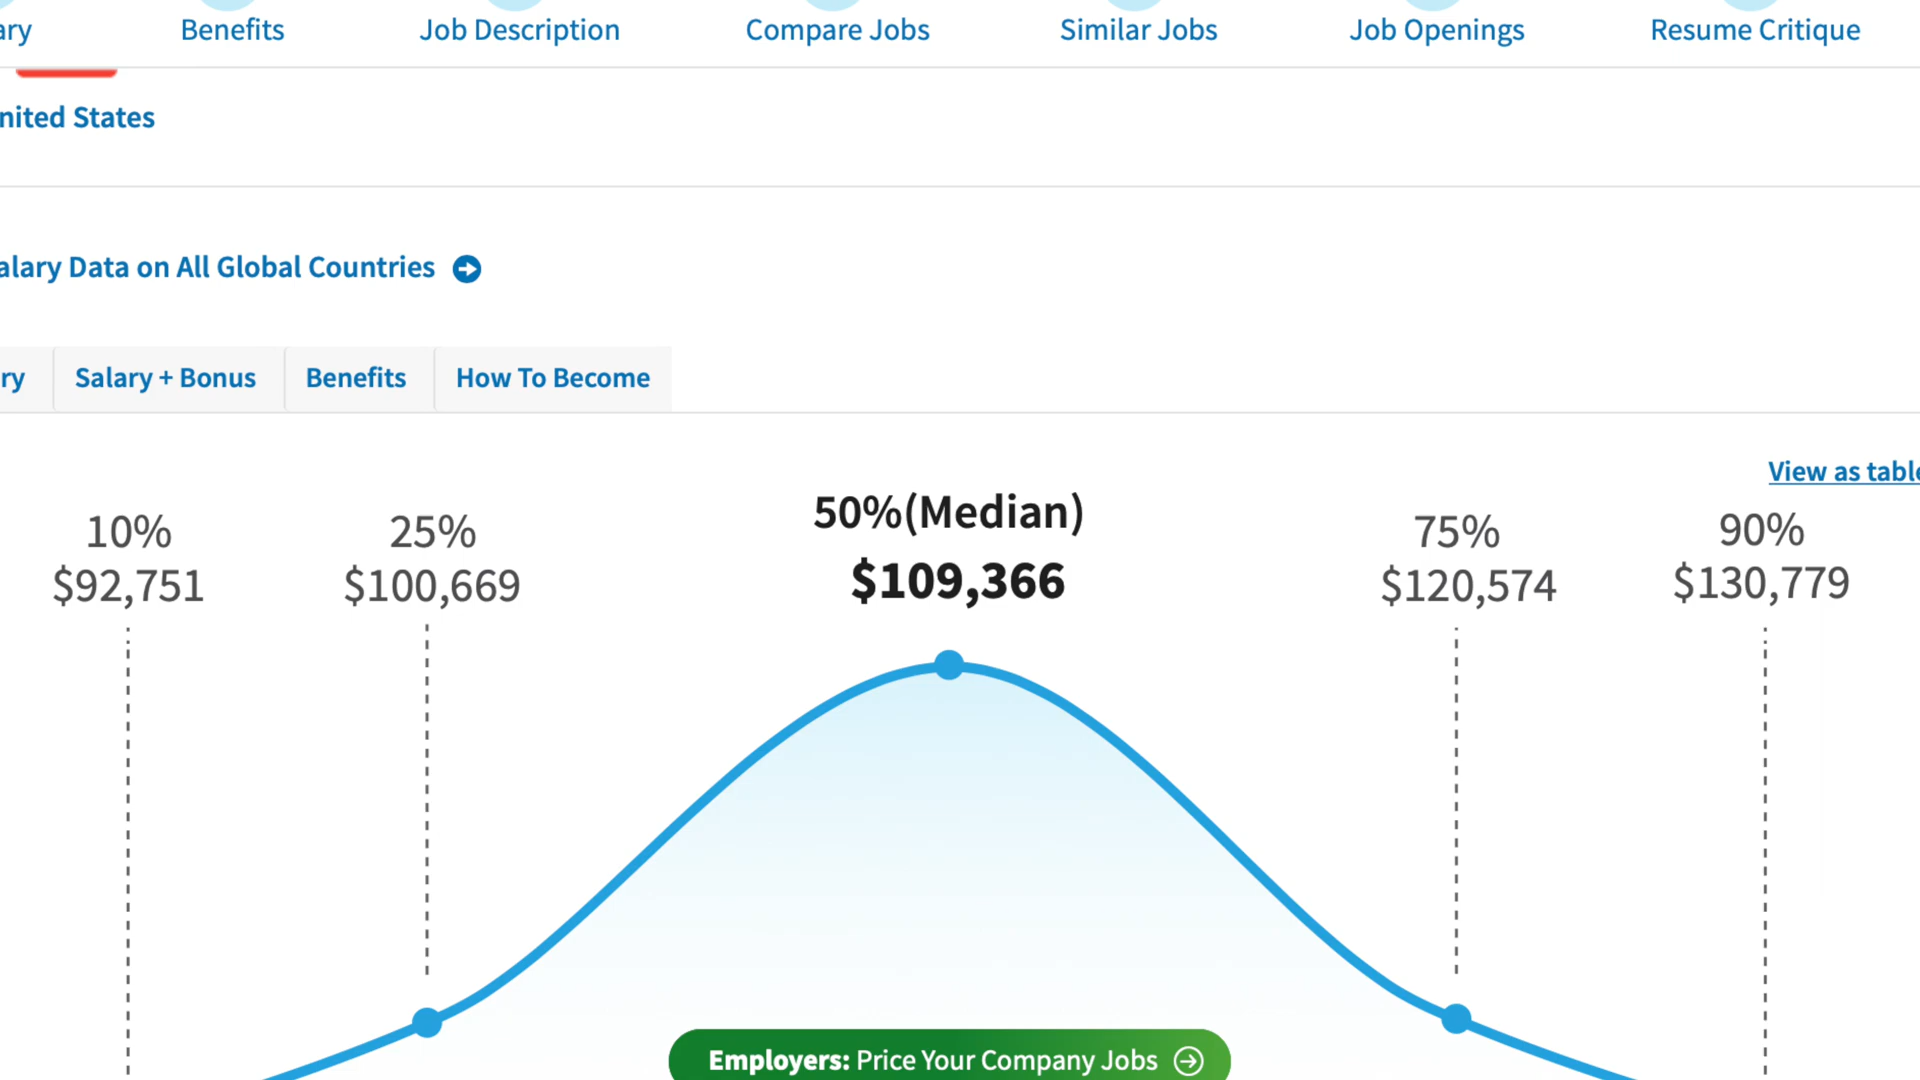 ary Benefits Job Description Compare Jobs Similar Jobs Job Openings Resume Critique
nited States
alary Data on All Global Countries
ry Salary + Bonus Benefits How To Become
View as table
10% 25% 50%(Median) 75% 90%
$92,751 $100,669 $109,366 $120,574 $130,779
Employers: Price Your Company Jobs